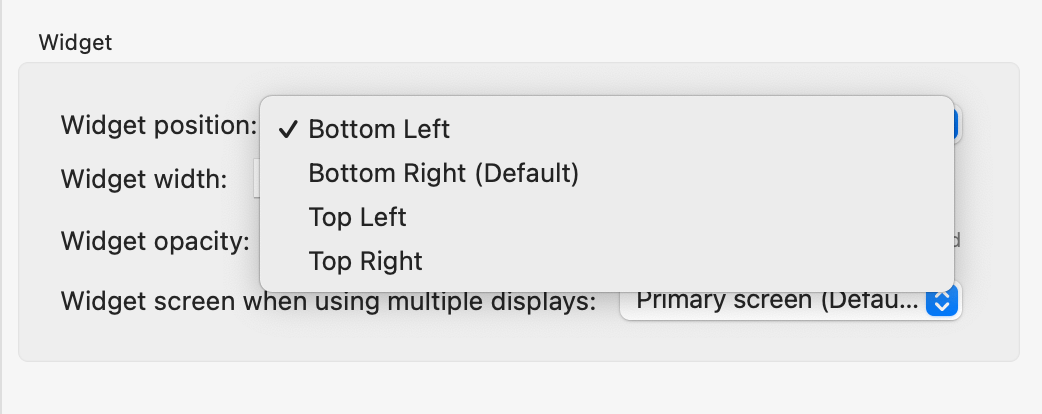 Widget
Widget position:
Bottom Left
Bottom Right (Default)
Top Left
Top Right
Widget width:
Widget opacity:
Widget screen when using multiple displays:
Primary screen (Defau...